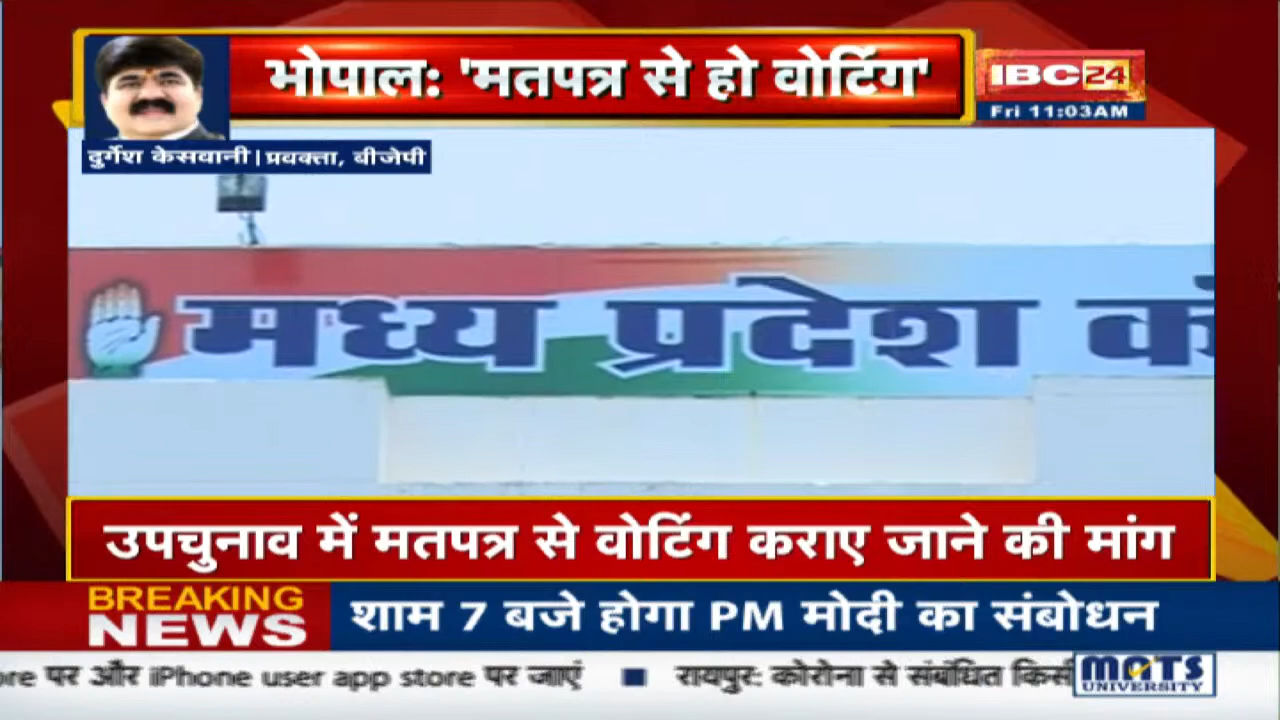 भोपाल: 'मतपत्र से हो वोटिंग'
IBC24
Fri 11:03AM
दुर्गेश केसवानी | प्रवक्ता, बीजेपी
मध्य प्रदेश
उपचुनाव में मतपत्र से वोटिंग कराए जाने की मांग
BREAKING NEWS
शाम 7 बजे होगा PM मोदी का संबोधन
पर और iPhone user app store पर जाएं ■ रायपुर: कोरोना से संबंधित किसी
MATS
UNIVERSITY